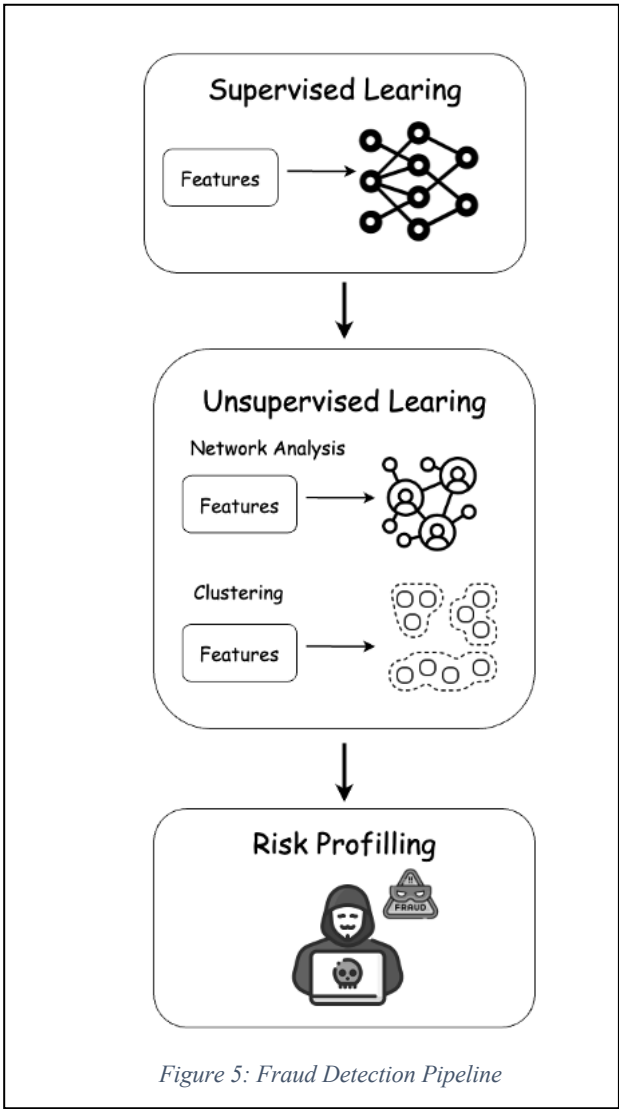 Supervised Learing
Features
Unsupervised Learing
Network Analysis
Features
Clustering
Features
Risk Profilling
!!
FRAUD
Figure 5: Fraud Detection Pipeline